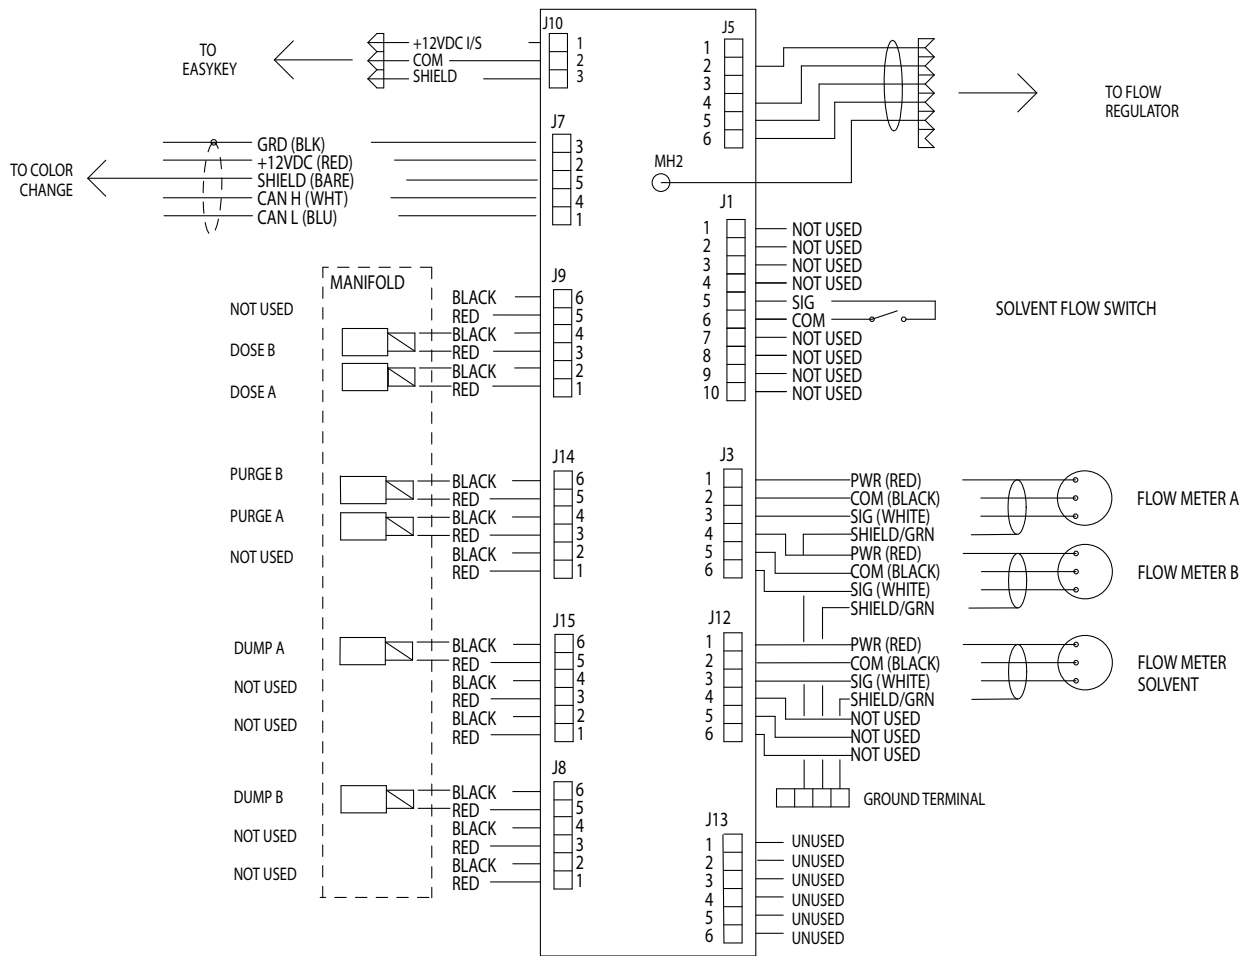 J10
+12VDC I/S 1
COM 2
SHIELD 3
TO
EASYKEY
J7
GRD (BLK) 3
+12VDC (RED) 2
SHIELD (BARE) 5
CAN H (WHT) 4
CAN L (BLU) 1
TO COLOR
CHANGE
MANIFOLD
J9
BLACK 6
RED 5
BLACK 4
RED 3
BLACK 2
RED 1
NOT USED
DOSE B
DOSE A
J14
BLACK 6
RED 5
BLACK 4
RED 3
BLACK 2
RED 1
PURGE B
PURGE A
NOT USED
J15
BLACK 6
RED 5
BLACK 4
RED 3
BLACK 2
RED 1
DUMP A
NOT USED
NOT USED
J8
BLACK 6
RED 5
BLACK 4
RED 3
BLACK 2
RED 1
DUMP B
NOT USED
NOT USED
J5
1
2
3
4
5
6
TO FLOW
REGULATOR
MH2
J1
1 NOT USED
2 NOT USED
3 NOT USED
4 NOT USED
5 SIG
6 COM
7 NOT USED
8 NOT USED
9 NOT USED
10 NOT USED
SOLVENT FLOW SWITCH
J3
1 PWR (RED)
2 COM (BLACK)
3 SIG (WHITE)
4 SHIELD/GRN
5 PWR (RED)
6 COM (BLACK)
SIG (WHITE)
SHIELD/GRN
FLOW METER A
FLOW METER B
J12
1 PWR (RED)
2 COM (BLACK)
3 SIG (WHITE)
4 SHIELD/GRN
5 NOT USED
6 NOT USED
NOT USED
FLOW METER
SOLVENT
GROUND TERMINAL
J13
1 UNUSED
2 UNUSED
3 UNUSED
4 UNUSED
5 UNUSED
6 UNUSED